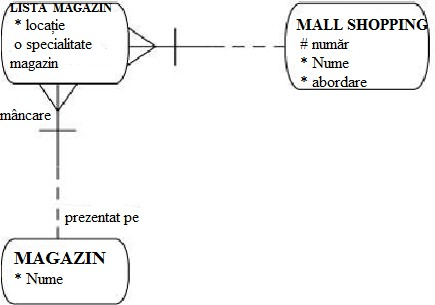 LISTA MAGAZIN
* locație
o specialitate
magazin
MALL SHOPPING
# număr
* Nume
* abordare
mâncare
prezentat pe
MAGAZIN
* Nume